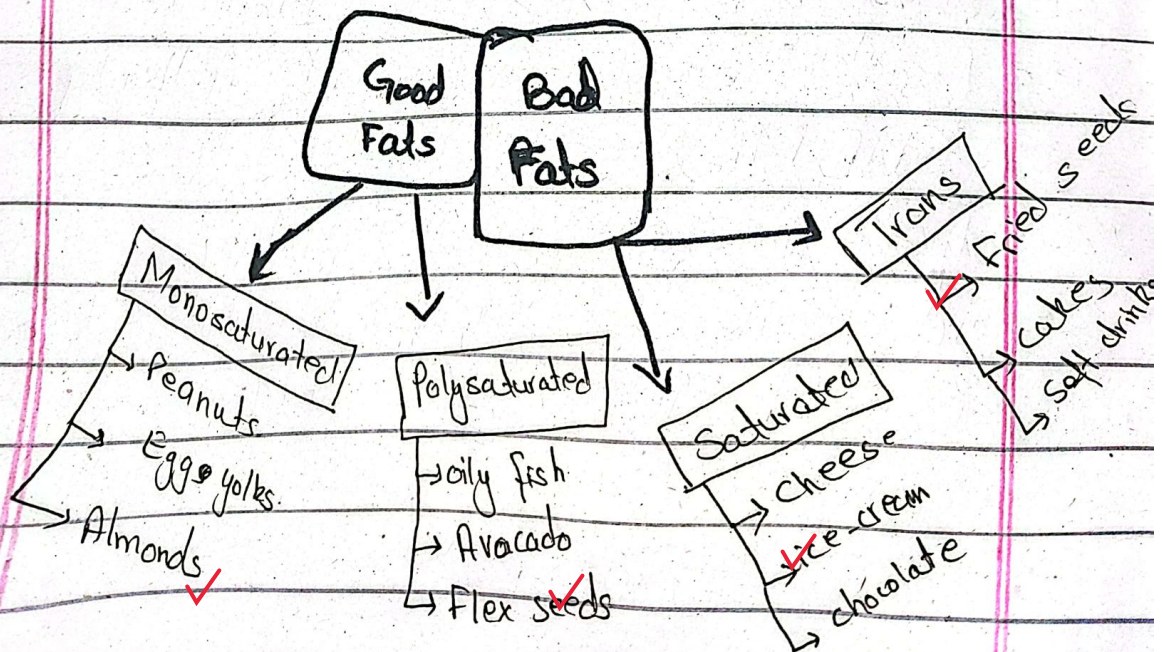 Good
Fats
Bad
Fats
Monosaturated
Peanuts
Eggs yolks
Almonds
Polysaturated
oily fish
Avocado
Flex seeds
Saturated
Cheese
ice-cream
chocolate
Trans
Fried seeds
Cakes
Soft drinks